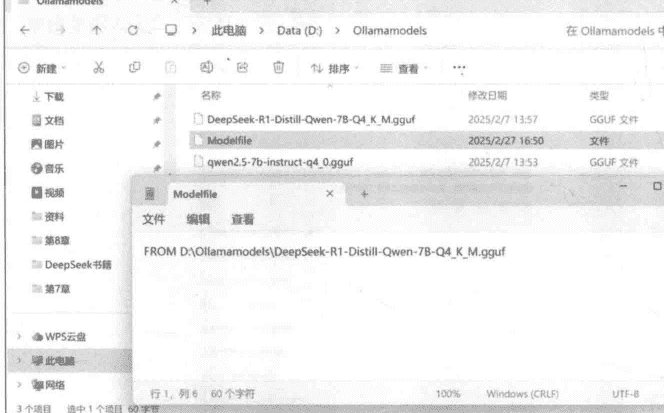 Ollamamodels
此电脑 > Data (D:) > Ollamamodels 在 Ollamamodels 中
新建 排序 查看 ...
名称 修改日期 类型
下载
文档 DeepSeek-R1-Distill-Qwen-7B-Q4_K_M.gguf 2025/2/7 13:57 GGUF 文件
图片 Modelfile 2025/2/27 16:50 文件
音乐 qwen2.5-7b-instruct-q4_0.gguf 2025/2/7 13:53 GGUF 文件
视频 Modelfile
资料 文件 编辑 查看
第8章
DeepSeek书籍 FROM D:\Ollamamodels\DeepSeek-R1-Distill-Qwen-7B-Q4_K_M.gguf
第7章
WPS云盘
此电脑
网络 行 1，列 6 60 个字符 100% Windows (CRLF) UTF-8
3 个项目 选中 1 个项目 60 字节